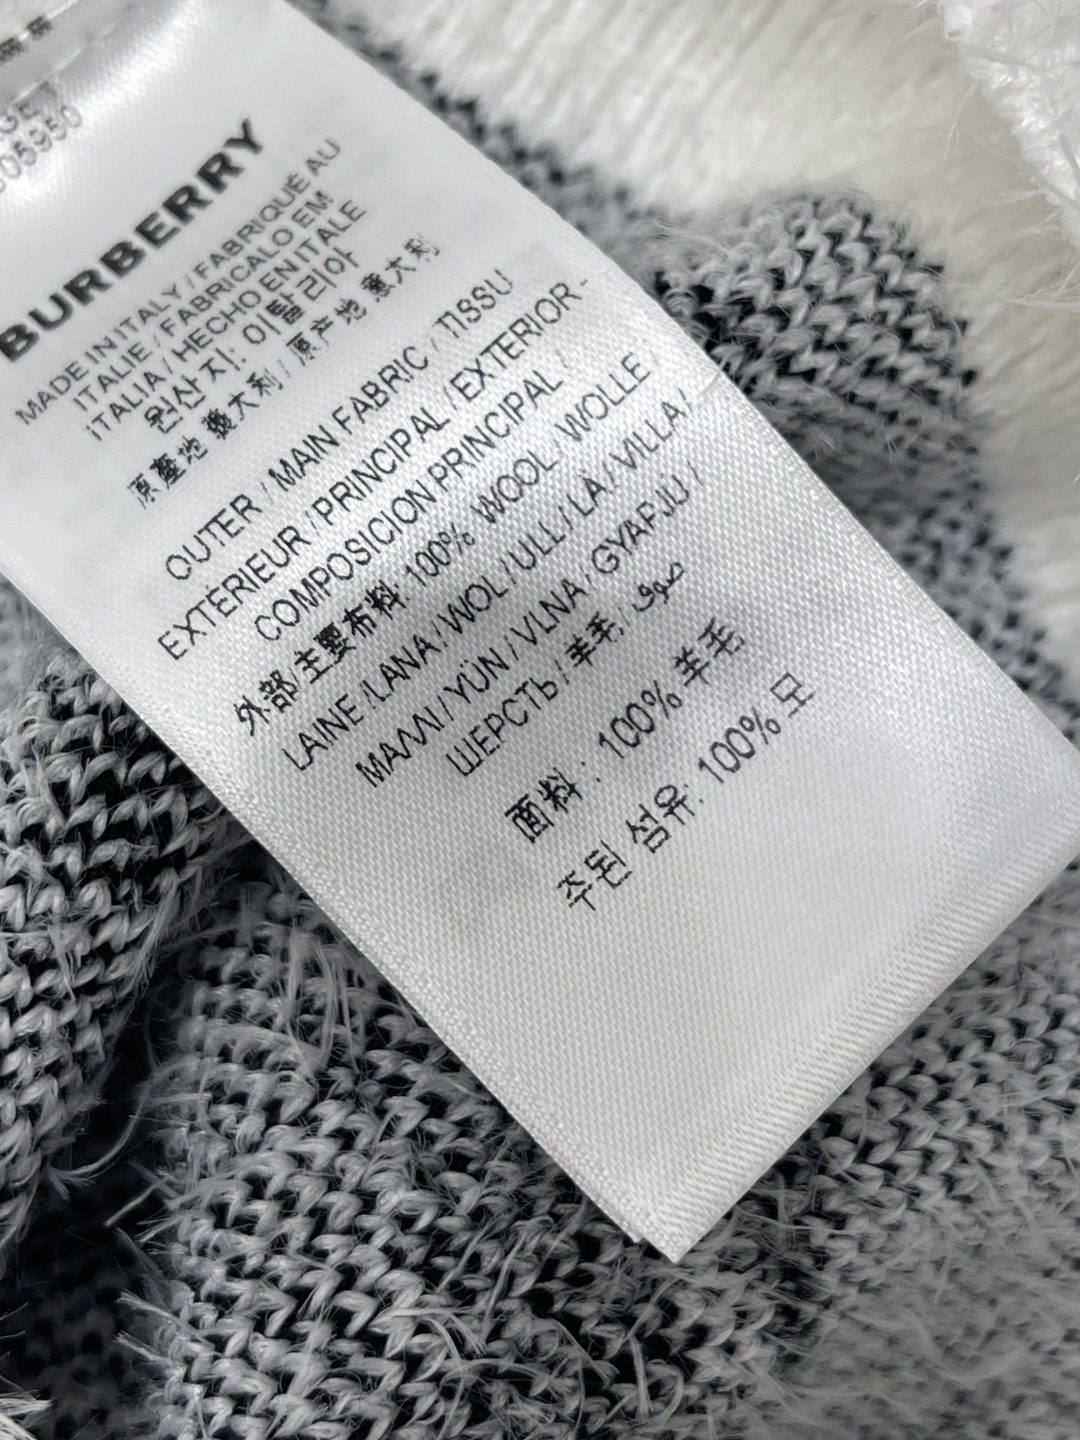 BURBERRY
MADE IN ITALY / FABRIQUÉ AU
ITALIE / FABRICALO EM
ITALIA / HECHO EN ITALE
원산지: 이탈리아
原產地 義大利 / 原产地 意大利
OUTER / MAIN FABRIC / TISSU
EXTÉRIEUR / PRINCIPAL / EXTERIOR-
COMPOSICION PRINCIPAL /
外部/主要布料: 100% WOOL / WOLLE /
LAINE / LANA / WOL / ULL / LÃ / VILLA /
ΜΑΛΛΙ / YÜN / VLNA / GYAPJÚ /
ШЕРСТЬ / 羊毛 / صوف
面料: 100% 羊毛
주된 섬유: 100% 모